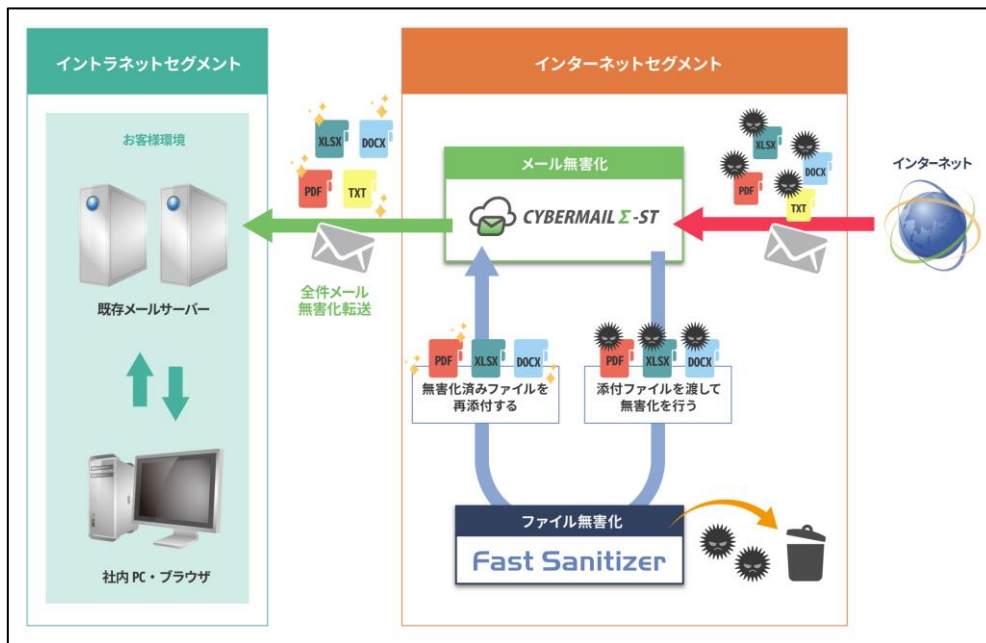 イントラネットセグメント
お客様環境
既存メールサーバー
社内 PC・ブラウザ
XLSX
DOCX
PDF
TXT
全件メール
無害化転送
インターネットセグメント
メール無害化
CYBERMAIL Σ-ST
XLSX
DOCX
PDF
TXT
インターネット
PDF
XLSX
DOCX
無害化済みファイルを
再添付する
PDF
XLSX
DOCX
添付ファイルを渡して
無害化を行う
ファイル無害化
Fast Sanitizer